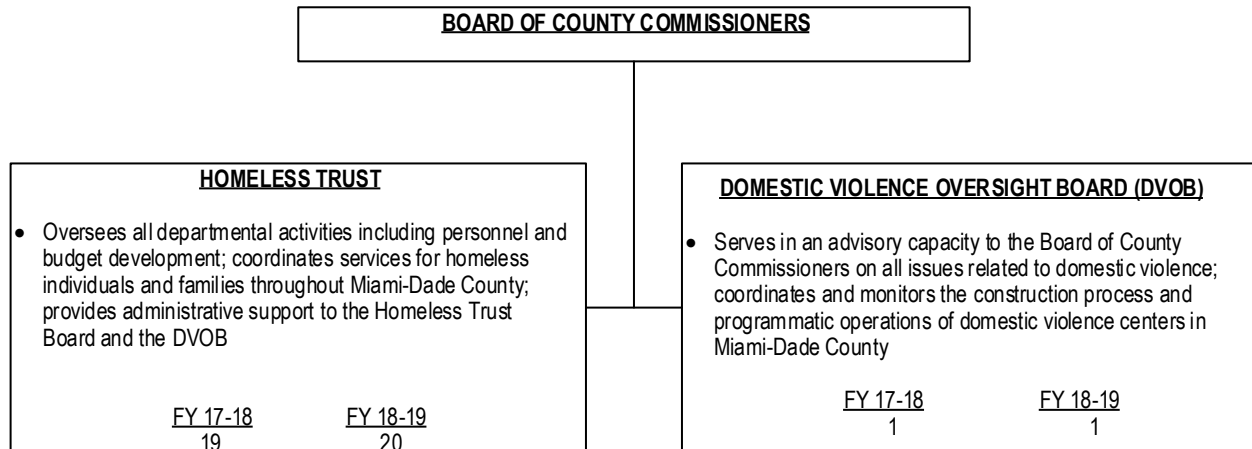 BOARD OF COUNTY COMMISSIONERS
HOMELESS TRUST
• Oversees all departmental activities including personnel and
budget development; coordinates services for homeless
individuals and families throughout Miami-Dade County;
provides administrative support to the Homeless Trust
Board and the DVOB
FY 17-18 FY 18-19
19 20
DOMESTIC VIOLENCE OVERSIGHT BOARD (DVOB)
• Serves in an advisory capacity to the Board of County
Commissioners on all issues related to domestic violence;
coordinates and monitors the construction process and
programmatic operations of domestic violence centers in
Miami-Dade County
FY 17-18 FY 18-19
1 1